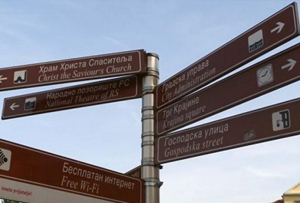 Храм Христа Спаситеља
Christ the Saviour's Church
Народно позориште РС
National Theatre of RS
Бесплатан интернет
Free Wi-Fi
Градска управа
City Administration
Трг Крајине
Krajina square
Господска улица
Gospodska street